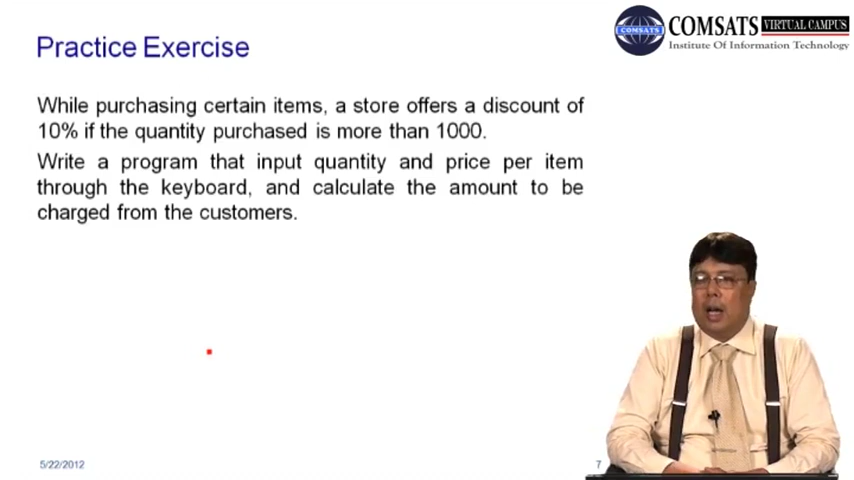 Practice Exercise
COMSATS VIRTUAL CAMPUS
COMSATS
Institute Of Information Technology
While purchasing certain items, a store offers a discount of
10% if the quantity purchased is more than 1000.
Write a program that input quantity and price per item
through the keyboard, and calculate the amount to be
charged from the customers.
5/22/2012
7